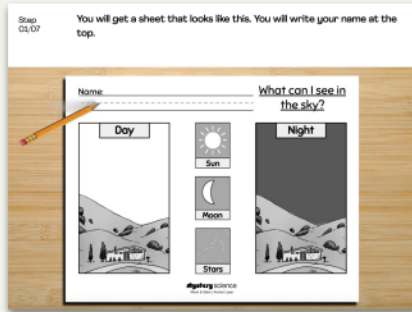 Step
01/07
You will get a sheet that looks like this. You will write your name at the
top.
Name:
What can I see in
the sky?
Day
Night
Sun
Moon
Stars
Mystery science